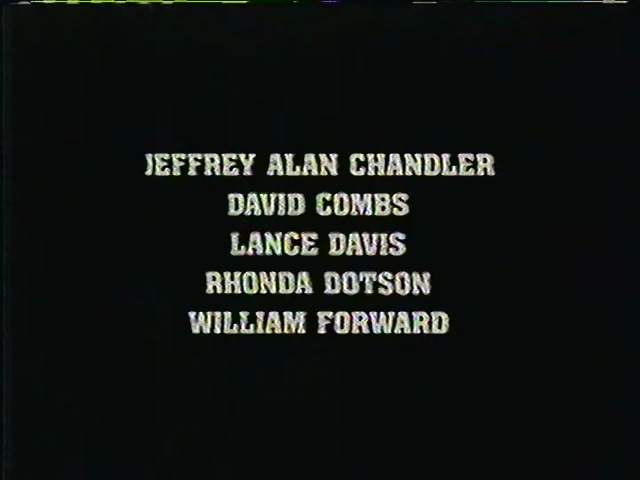 JEFFREY ALAN CHANDLER
DAVID COMBS
LANCE DAVIS
RHONDA DOTSON
WILLIAM FORWARD